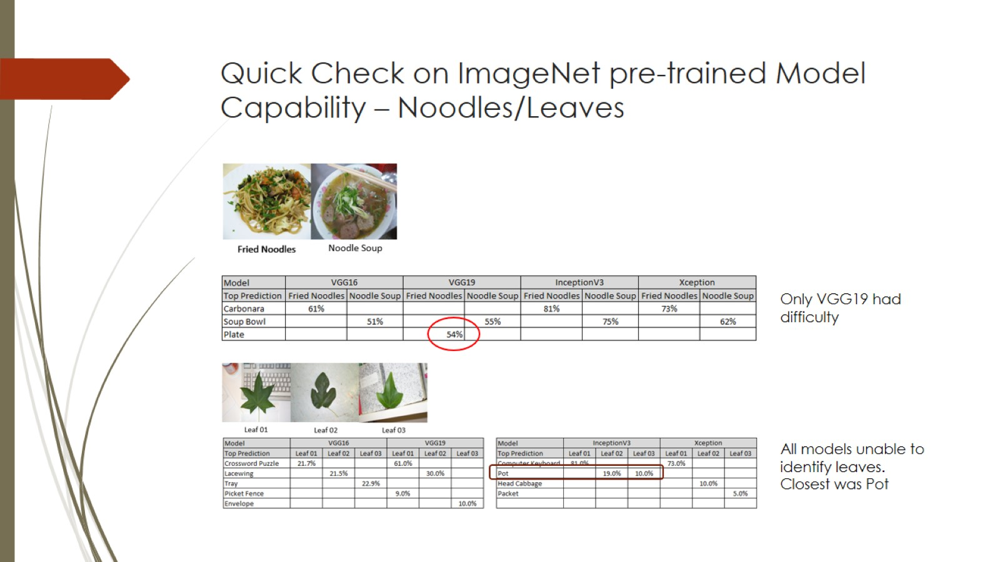 Quick Check on ImageNet pre-trained Model
Capability – Noodles/Leaves
Fried Noodles Noodle Soup
Model VGG16 VGG19 InceptionV3 Xception
Top Prediction Fried Noodles Noodle Soup Fried Noodles Noodle Soup Fried Noodles Noodle Soup Fried Noodles Noodle Soup
Carbonara 61% 81% 73%
Soup Bowl 51% 55% 75% 62%
Plate 54%
Only VGG19 had
difficulty
Leaf 01 Leaf 02 Leaf 03
Model VGG16 VGG19
Top Prediction Leaf 01 Leaf 02 Leaf 03 Leaf 01 Leaf 02 Leaf 03
Crossword Puzzle 21.7% 61.0%
Lacewing 21.5% 30.0%
Tray 22.9%
Picket Fence 9.0%
Envelope 10.0%
Model InceptionV3 Xception
Top Prediction Leaf 01 Leaf 02 Leaf 03 Leaf 01 Leaf 02 Leaf 03
Computer Keyboard 81.0% 73.0%
Pot 19.0% 10.0%
Head Cabbage 10.0%
Packet 5.0%
All models unable to
identify leaves.
Closest was Pot